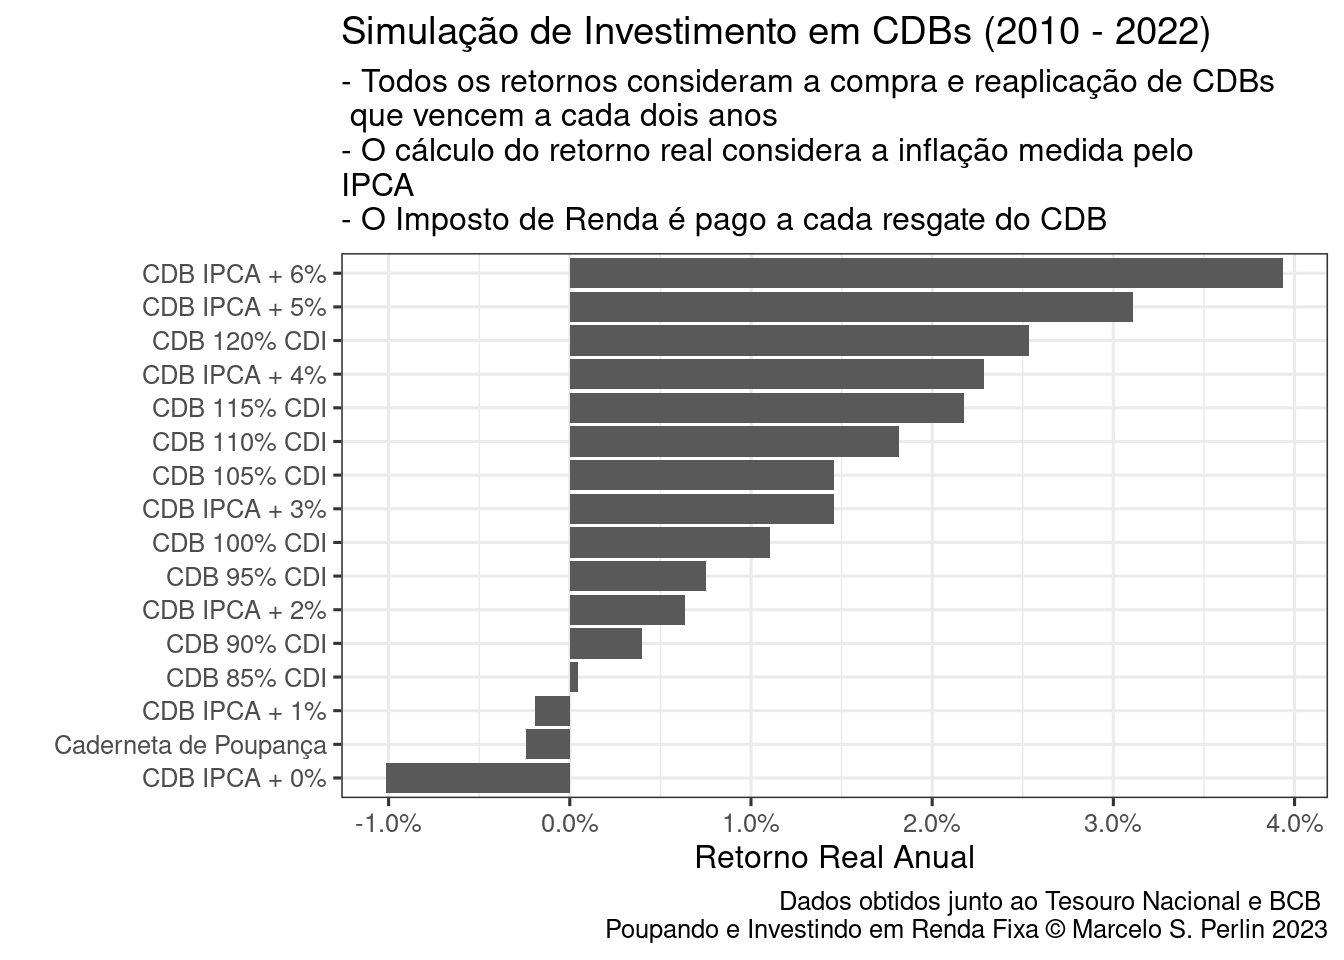 Simulação de Investimento em CDBs (2010 - 2022)
- Todos os retornos consideram a compra e reaplicação de CDBs
que vencem a cada dois anos
- O cálculo do retorno real considera a inflação medida pelo
IPCA
- O Imposto de Renda é pago a cada resgate do CDB
CDB IPCA + 6%
CDB IPCA + 5%
CDB 120% CDI
CDB IPCA + 4%
CDB 115% CDI
CDB 110% CDI
CDB 105% CDI
CDB IPCA + 3%
CDB 100% CDI
CDB 95% CDI
CDB IPCA + 2%
CDB 90% CDI
CDB 85% CDI
CDB IPCA + 1%
Caderneta de Poupança
CDB IPCA + 0%
-1.0% 0.0% 1.0% 2.0% 3.0% 4.0%
Retorno Real Anual
Dados obtidos junto ao Tesouro Nacional e BCB
Poupando e Investindo em Renda Fixa © Marcelo S. Perlin 2023